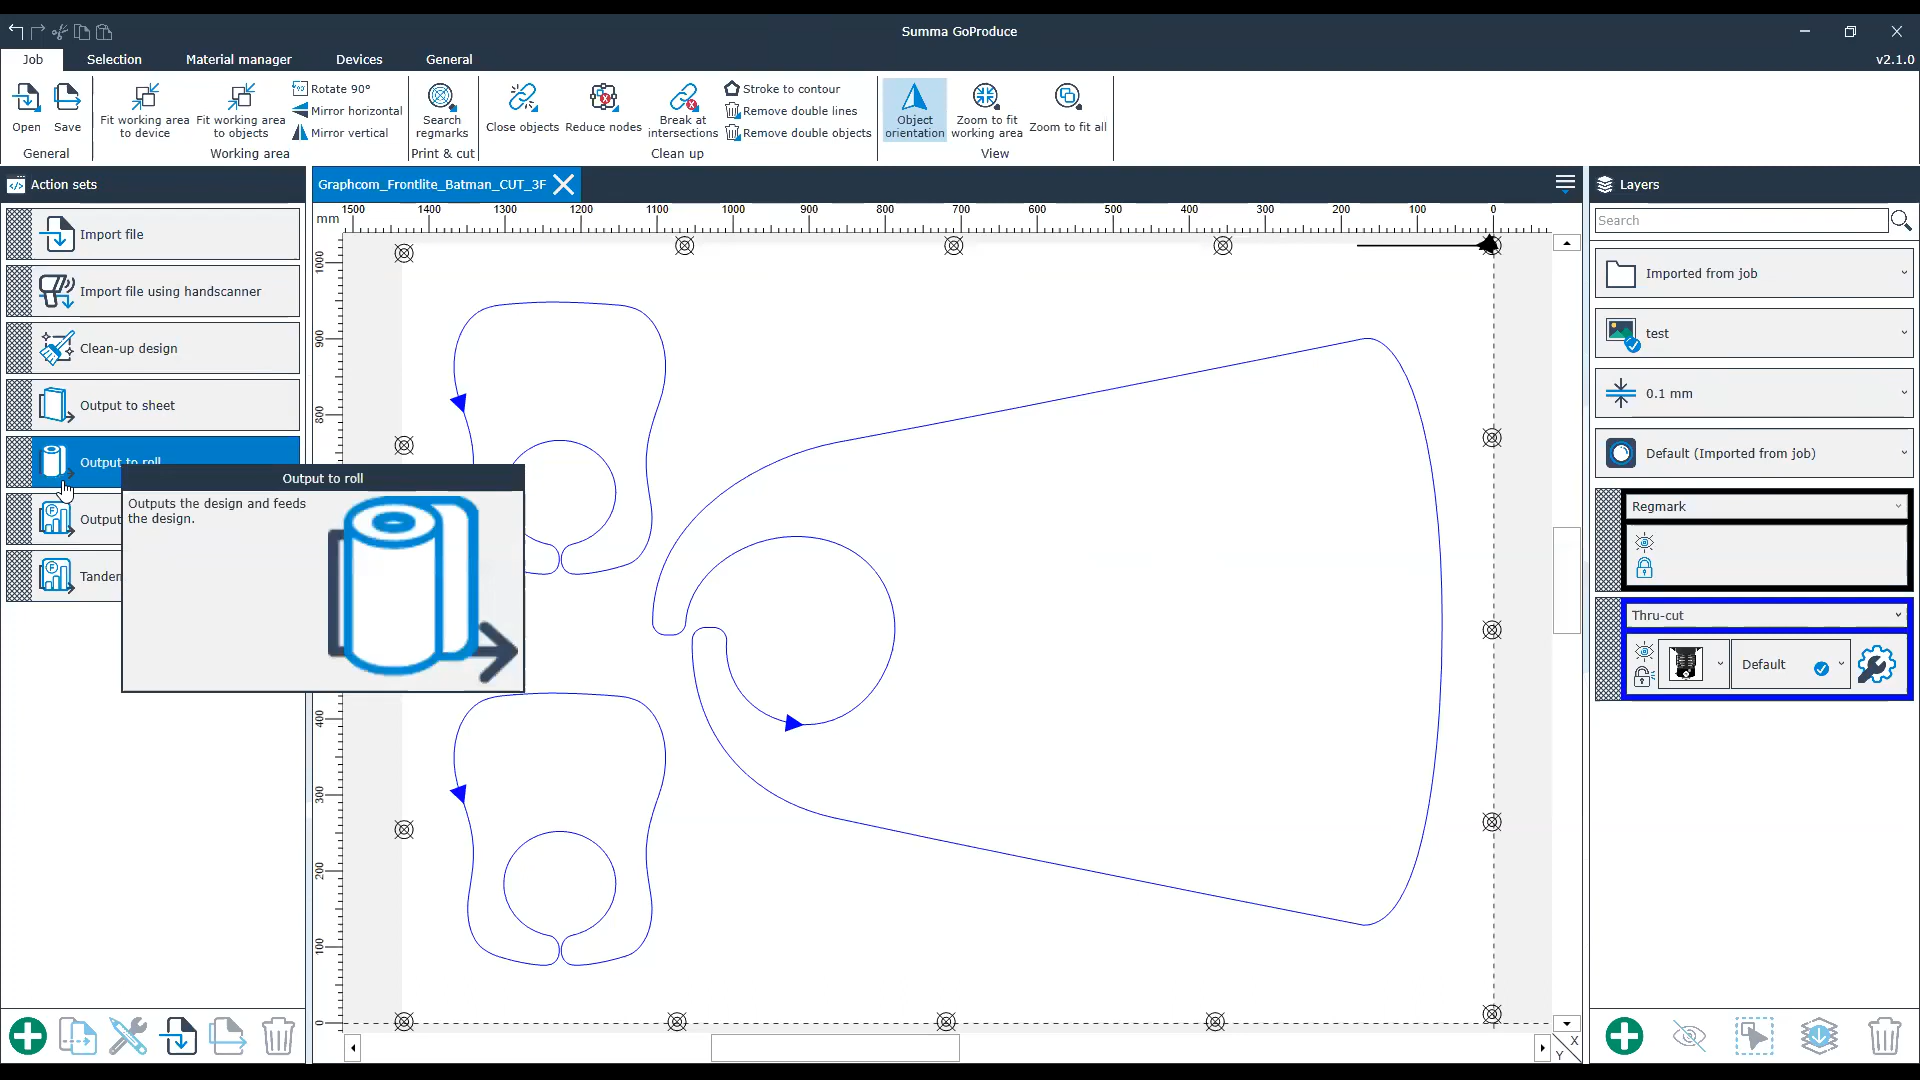 Summa GoProduce
Job
Selection
Material manager
Devices
General
v2.1.0
Open
Save
General
Fit working area
to device
Fit working area
to objects
Rotate 90°
Mirror horizontal
Mirror vertical
Working area
Search
regmarks
Print & cut
Close objects
Reduce nodes
Break at
intersections
Stroke to contour
Remove double lines
Remove double objects
Clean up
Object
orientation
Zoom to fit
working area
Zoom to fit all
View
Action sets
Import file
Import file using handscanner
Clean-up design
Output to sheet
Output to roll
Output
Tanden
Output to roll
Outputs the design and feeds
the design.
Graphcom_Frontlite_Batman_CUT_3F
mm
1500 1400 1300 1200 1100 1000 900 800 700 600 500 400 300 200 100 0
1000
900
800
400
300
200
100
0
X
Y
Layers
Search
Imported from job
test
0.1 mm
Default (Imported from job)
Regmark
Thru-cut
Default